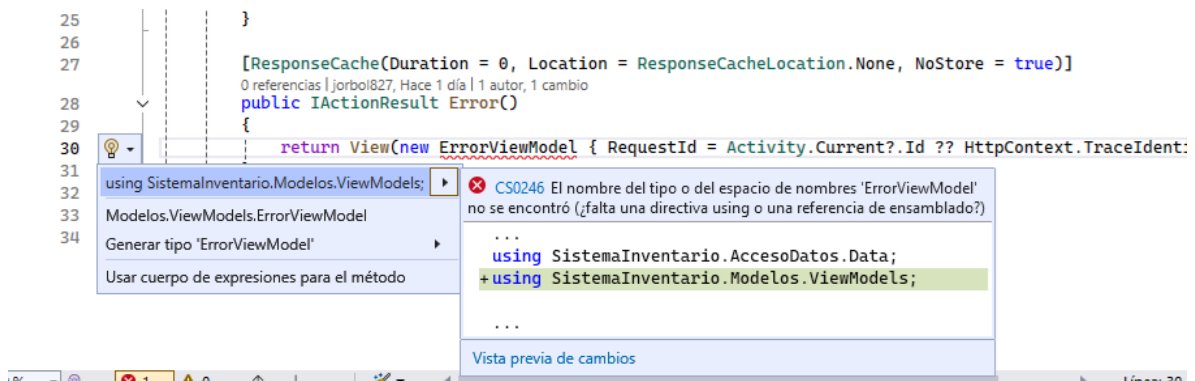 25 }
26
27 [ResponseCache(Duration = 0, Location = ResponseCacheLocation.None, NoStore = true)]
0 referencias | jorbol827, Hace 1 día | 1 autor, 1 cambio
28 public IActionResult Error()
29 {
30 return View(new ErrorViewModel { RequestId = Activity.Current?.Id ?? HttpContext.TraceIdenti
31
32
33
34
using SistemaInventario.Modelos.ViewModels;
Modelos.ViewModels.ErrorViewModel
Generar tipo 'ErrorViewModel'
Usar cuerpo de expresiones para el método
CS0246 El nombre del tipo o del espacio de nombres 'ErrorViewModel'
no se encontró (¿falta una directiva using o una referencia de ensamblado?)
...
using SistemaInventario.AccesoDatos.Data;
+using SistemaInventario.Modelos.ViewModels;
...
Vista previa de cambios